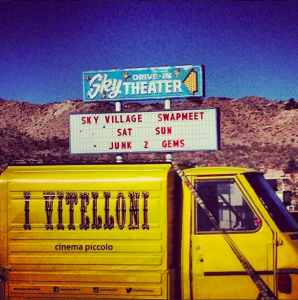 Sky DRIVE-IN
THEATER
SKY VILLAGE SWAPMEET
SAT SUN
JUNK 2 GEMS
I VITELLONI
cinema piccolo